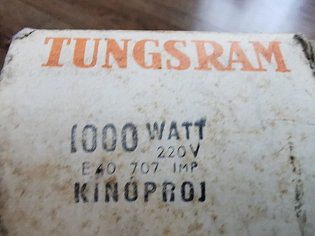 TUNGSRAM
1000 WATT
220V
E40 707 IMP
KINOPROJ